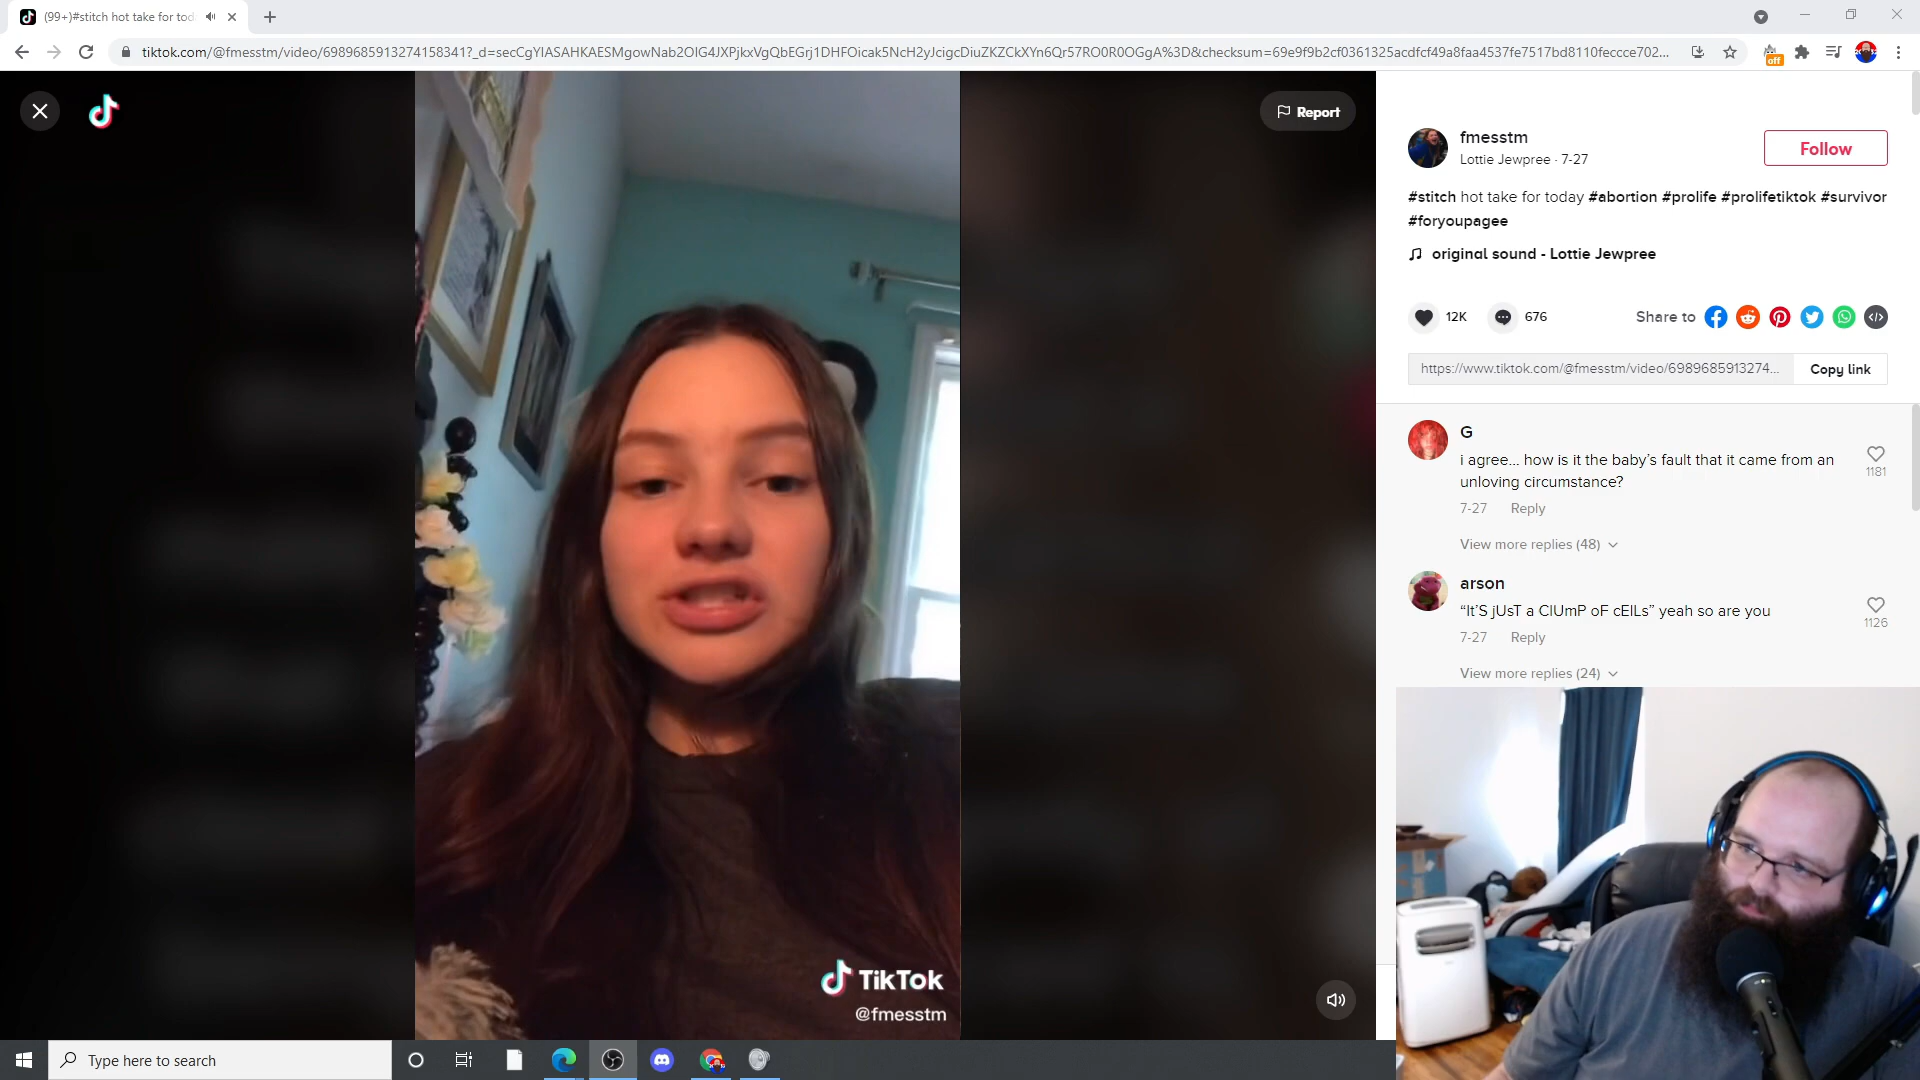 (99+)#stitch hot take for tod
tiktok.com/@fmesstm/video/6989685913274158341?_d=secCgYIASAHKAESMgowNab2OIG4JXPjkxVgQbEGrj1DHFOicak5NcH2yJcigcDiuZKZCkXYn6Qr57RO0R0OGgA%3D&checksum=69e9f9b2cf0361325acdfcf49a8faa4537fe7517bd8110feccce702...
off
Report
fmesstm
Lottie Jewpree · 7-27
Follow
#stitch hot take for today #abortion #prolife #prolifetiktok #survivor
#foryoupagee
original sound - Lottie Jewpree
12K
676
Share to
https://www.tiktok.com/@fmesstm/video/6989685913274...
Copy link
G
i agree... how is it the baby's fault that it came from an
unloving circumstance?
1181
7-27 Reply
View more replies (48)
arson
“It'S jUsT a ClUmP oF cElLs” yeah so are you
1126
7-27 Reply
View more replies (24)
TikTok
@fmesstm
Type here to search